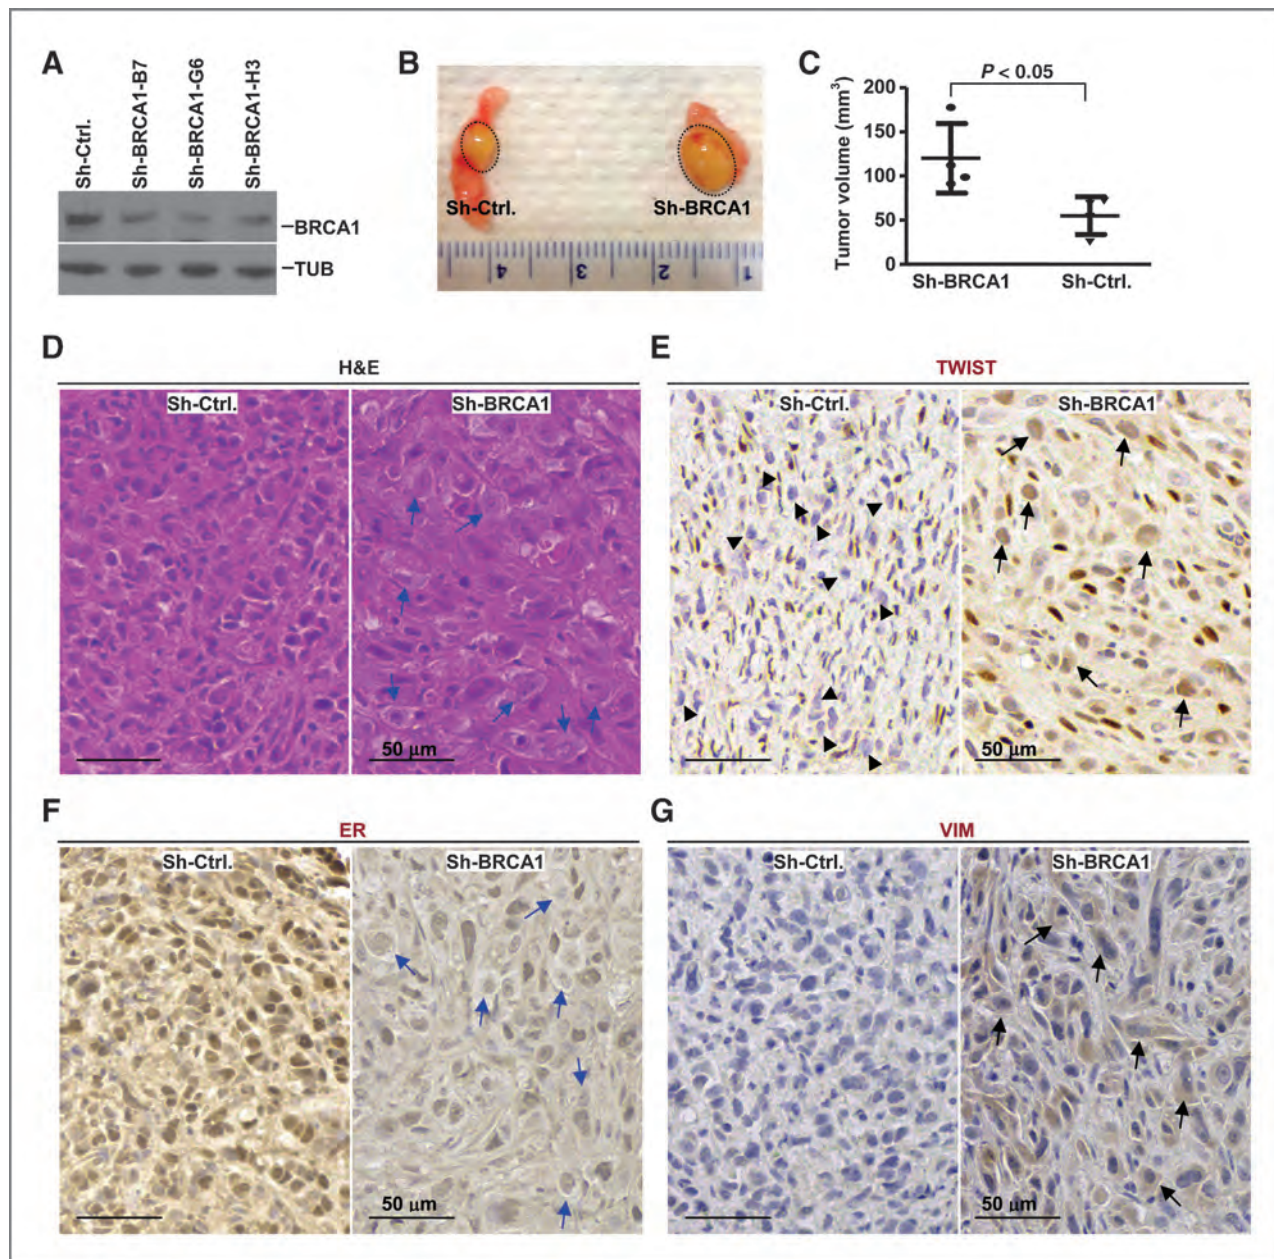 A
Sh-Ctrl.
Sh-BRCA1-B7
Sh-BRCA1-G6
Sh-BRCA1-H3
–BRCA1
–TUB
B
Sh-Ctrl.
Sh-BRCA1
4 3 2 1
C
P < 0.05
Tumor volume (mm³)
200
150
100
50
0
Sh-BRCA1 Sh-Ctrl.
D
H&E
Sh-Ctrl. Sh-BRCA1
50 μm
E
TWIST
Sh-Ctrl. Sh-BRCA1
50 μm
F
ER
Sh-Ctrl. Sh-BRCA1
50 μm
G
VIM
Sh-Ctrl. Sh-BRCA1
50 μm